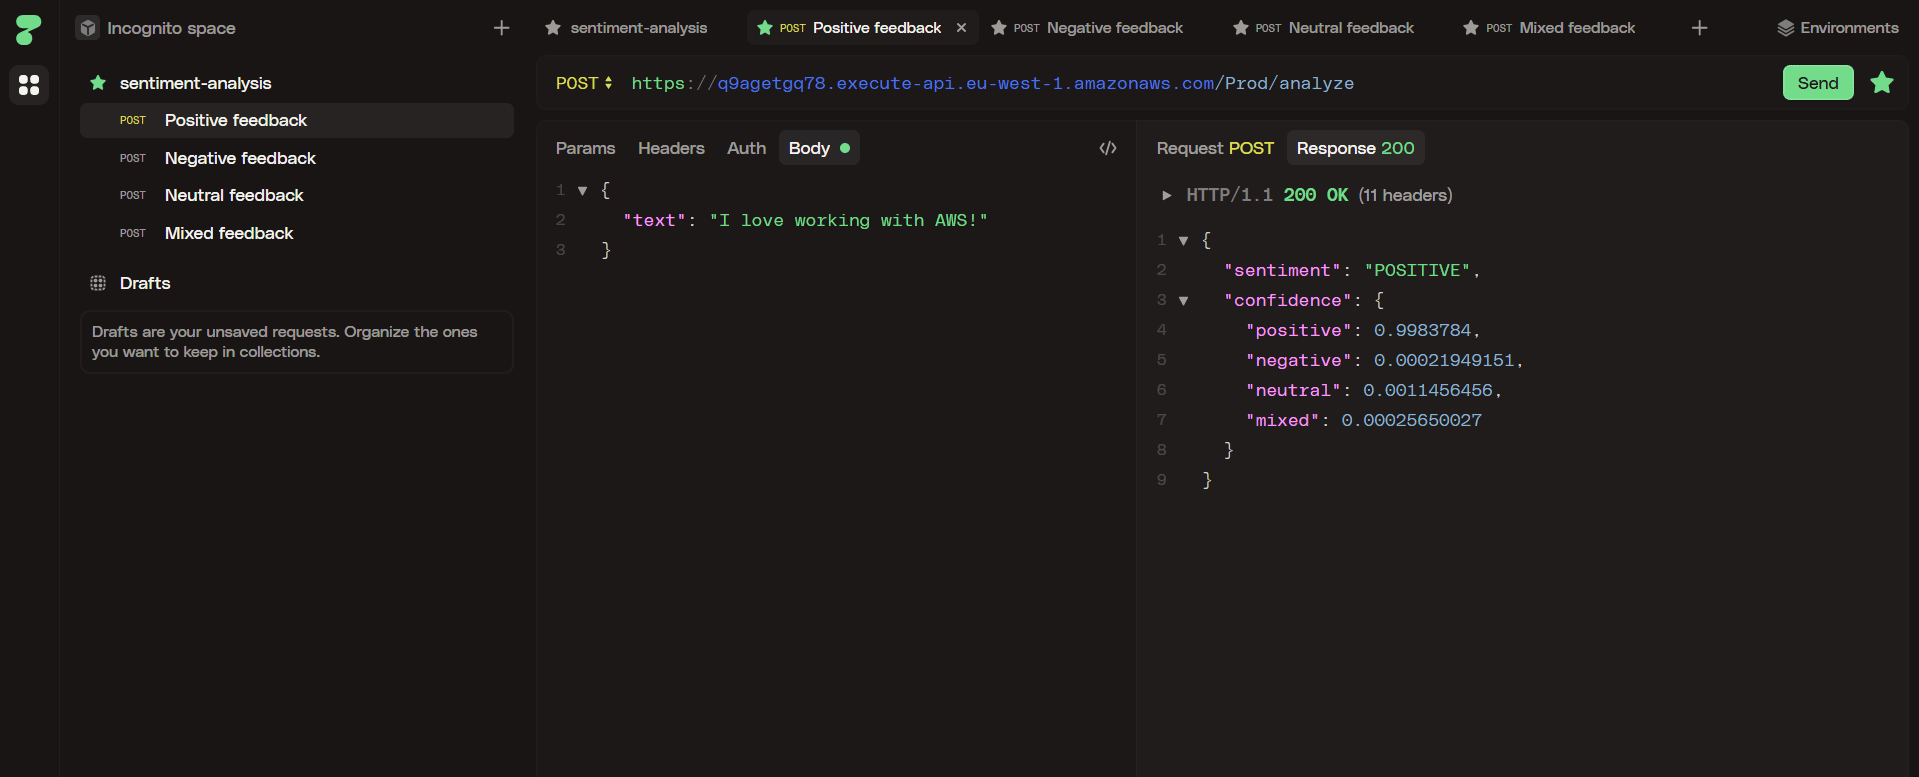 Incognito space
sentiment-analysis
POST Positive feedback
POST Negative feedback
POST Neutral feedback
POST Mixed feedback
Drafts
Drafts are your unsaved requests. Organize the ones
you want to keep in collections.
sentiment-analysis POST Positive feedback × POST Negative feedback POST Neutral feedback POST Mixed feedback + Environments
POST https://q9agetgq78.execute-api.eu-west-1.amazonaws.com/Prod/analyze Send
Params Headers Auth Body </>
1 {
2 "text": "I love working with AWS!"
3 }
Request POST Response 200
HTTP/1.1 200 OK (11 headers)
1 {
2 "sentiment": "POSITIVE",
3 "confidence": {
4 "positive": 0.9983784,
5 "negative": 0.00021949151,
6 "neutral": 0.0011456456,
7 "mixed": 0.00025650027
8 }
9 }